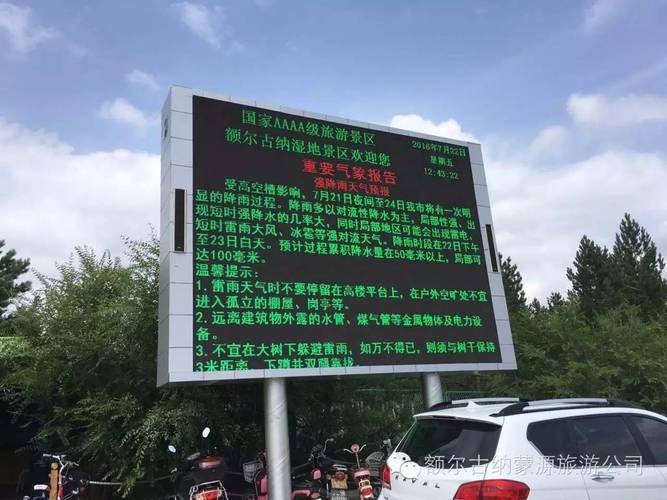 国家AAAA级旅游景区
额尔古纳湿地景区欢迎您
2016年7月22日
星期五
12:43:22
重要气象报告
强降雨天气预报
受高空槽影响，7月21日夜间至24日我市将有一次明
显的降雨过程。降雨多以对流性降水为主，局部性强，出
现短时强降水的几率大，同时局部地区可能会出现雷电，
短时雷雨大风、冰雹等强对流天气。降雨时段在22日下午
至23日白天。预计过程累积降水量在50毫米以上，局部可
达100毫米。
温馨提示：
1．雷雨天气时不要停留在高楼平台上，在户外空旷处不宜
进入孤立的棚屋、岗亭等。
2．远离建筑物外露的水管、煤气管等金属物体及电力设
备。
3．不宜在大树下躲避雷雨，如万不得已，则须与树干保持
3米距离，下蹲并双腿靠拢。
额尔古纳蒙源旅游公司